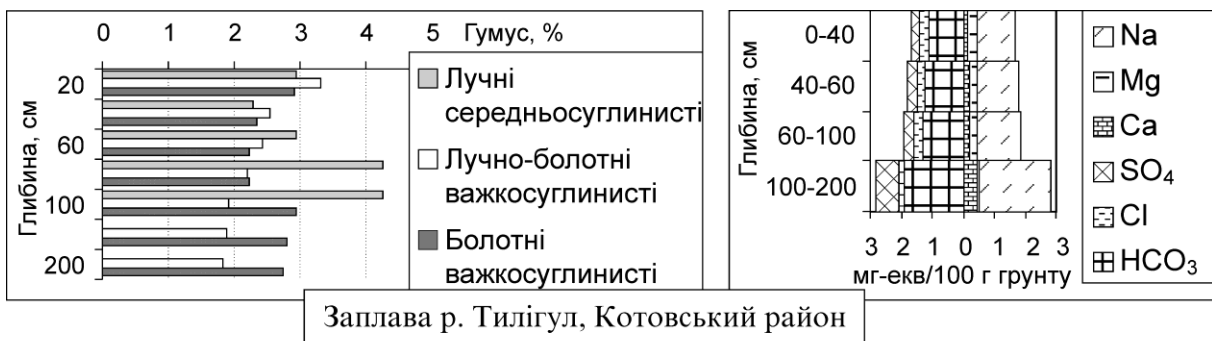 0 1 2 3 4 5 Гумус, %
Глибина, см
20
60
100
200
Лучні
середньосуглинисті
Лучно-болотні
важкосуглинисті
Болотні
важкосуглинисті
Глибина, см
0-40
40-60
60-100
100-200
3 2 1 0 1 2 3
мг-екв/100 г грунту
Na
Mg
Ca
SO₄
Cl
HCO₃
Заплава р. Тилігул, Котовський район